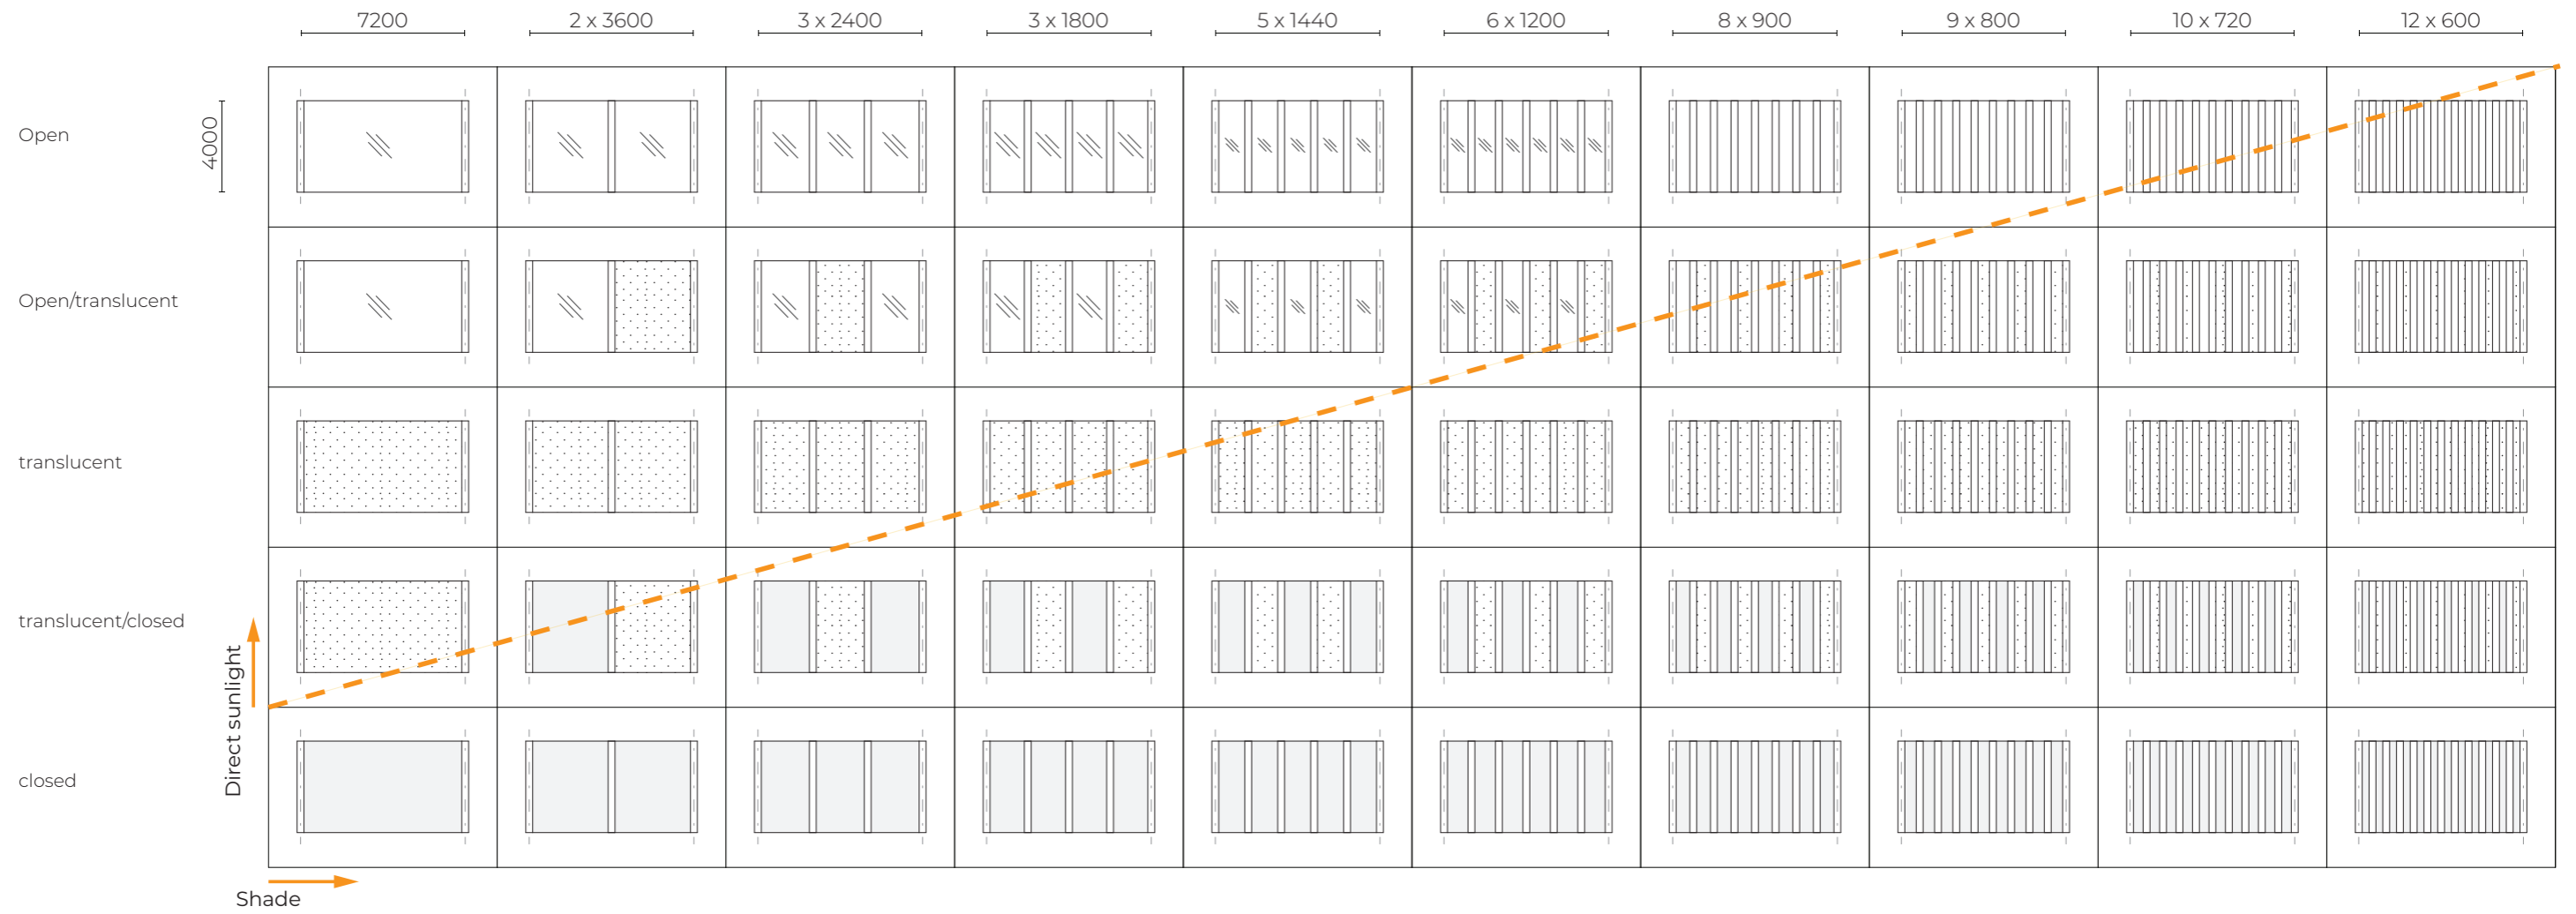 7200 2 x 3600 3 x 2400 3 x 1800 5 x 1440 6 x 1200 8 x 900 9 x 800 10 x 720 12 x 600
Open
4000
Open/translucent
translucent
translucent/closed
Direct sunlight
closed
Shade